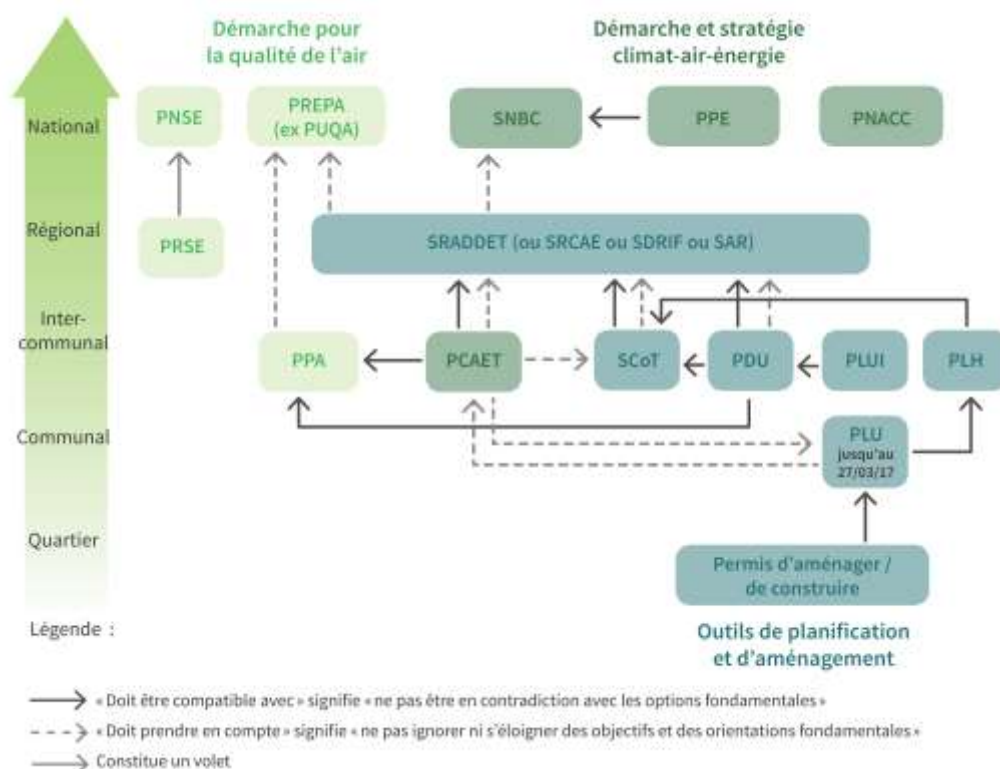 Démarche pour
la qualité de l'air
Démarche et stratégie
climat-air-énergie
National
PNSE
PREPA
(ex PUQA)
SNBC
PPE
PNACC
Régional
PRSE
SRADDET (ou SRCAE ou SDRIF ou SAR)
Inter-
communal
PPA
PCAET
SCoT
PDU
PLUI
PLH
Communal
PLU
jusqu'au
27/03/17
Quartier
Permis d'aménager /
de construire
Légende :
Outils de planification
et d'aménagement
« Doit être compatible avec » signifie « ne pas être en contradiction avec les options fondamentales »
« Doit prendre en compte » signifie « ne pas ignorer ni s'éloigner des objectifs et des orientations fondamentales »
Constitue un volet